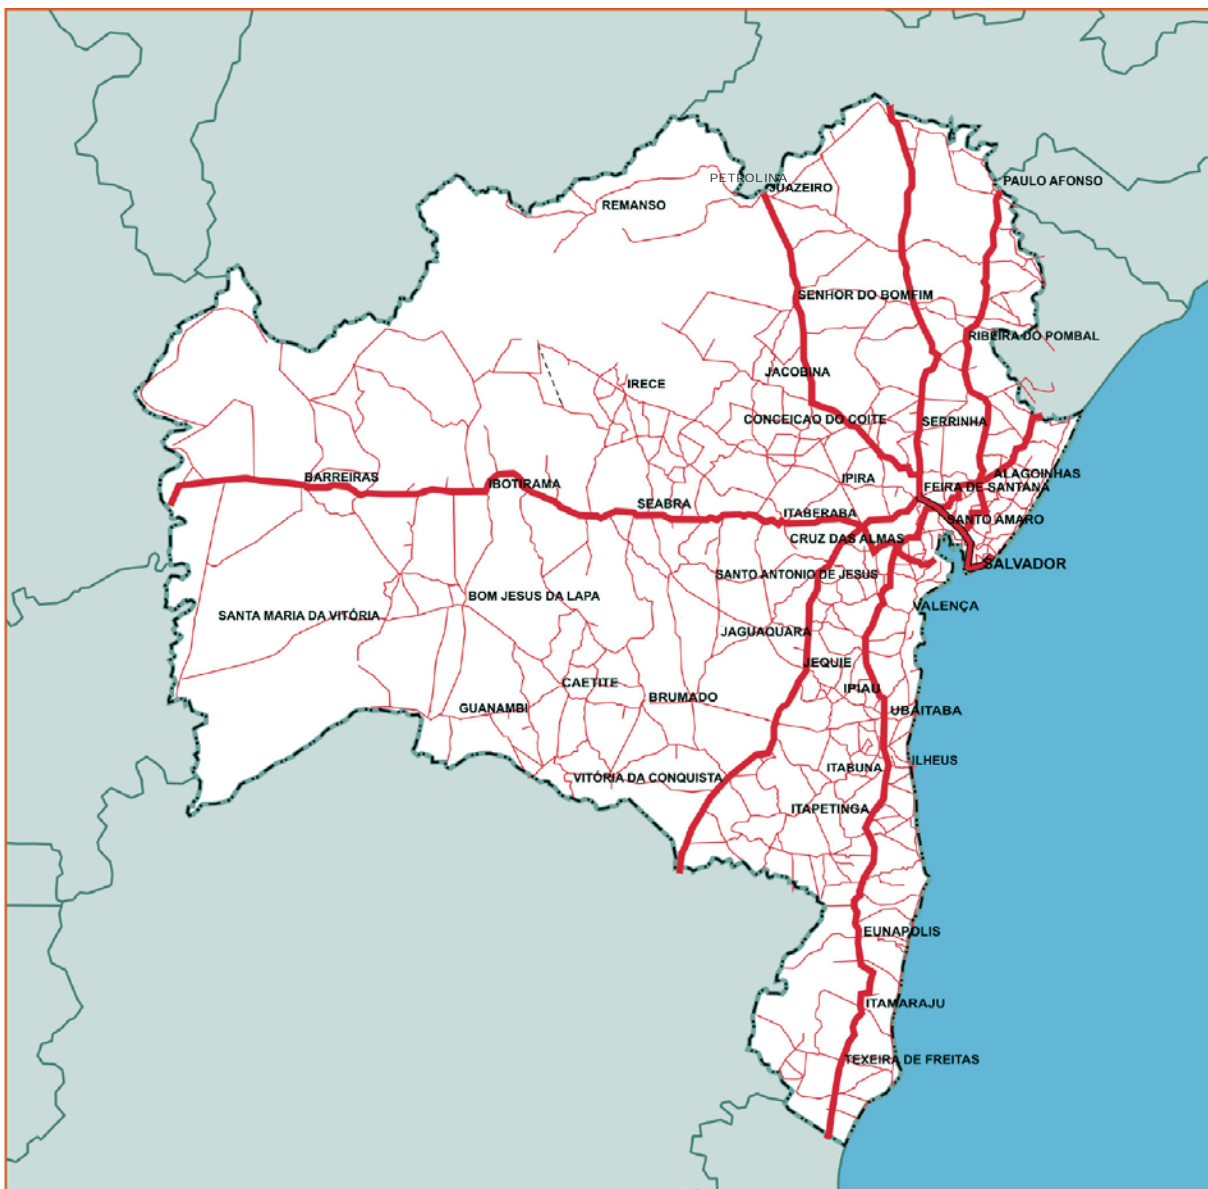 PETROLINA
PAULO AFONSO
JUAZEIRO
REMANSO
SENHOR DO BOMFIM
RIBEIRA DO POMBAL
JACOBINA
IRECE
CONCEICAO DO COITE
SERRINHA
BARREIRAS
IBOTIRAMA
IPIRA
ALAGOINHAS
FEIRA DE SANTANA
SEABRA
ITABERABA
SANTO AMARO
CRUZ DAS ALMAS
SALVADOR
SANTO ANTONIO DE JESUS
BOM JESUS DA LAPA
VALENÇA
SANTA MARIA DA VITÓRIA
JAGUAQUARA
JEQUIE
CAETITE
IPIAU
BRUMADO
GUANAMBI
UBAITABA
ILHEUS
ITABUNA
VITÓRIA DA CONQUISTA
ITAPETINGA
EUNAPOLIS
ITAMARAJU
TEXEIRA DE FREITAS